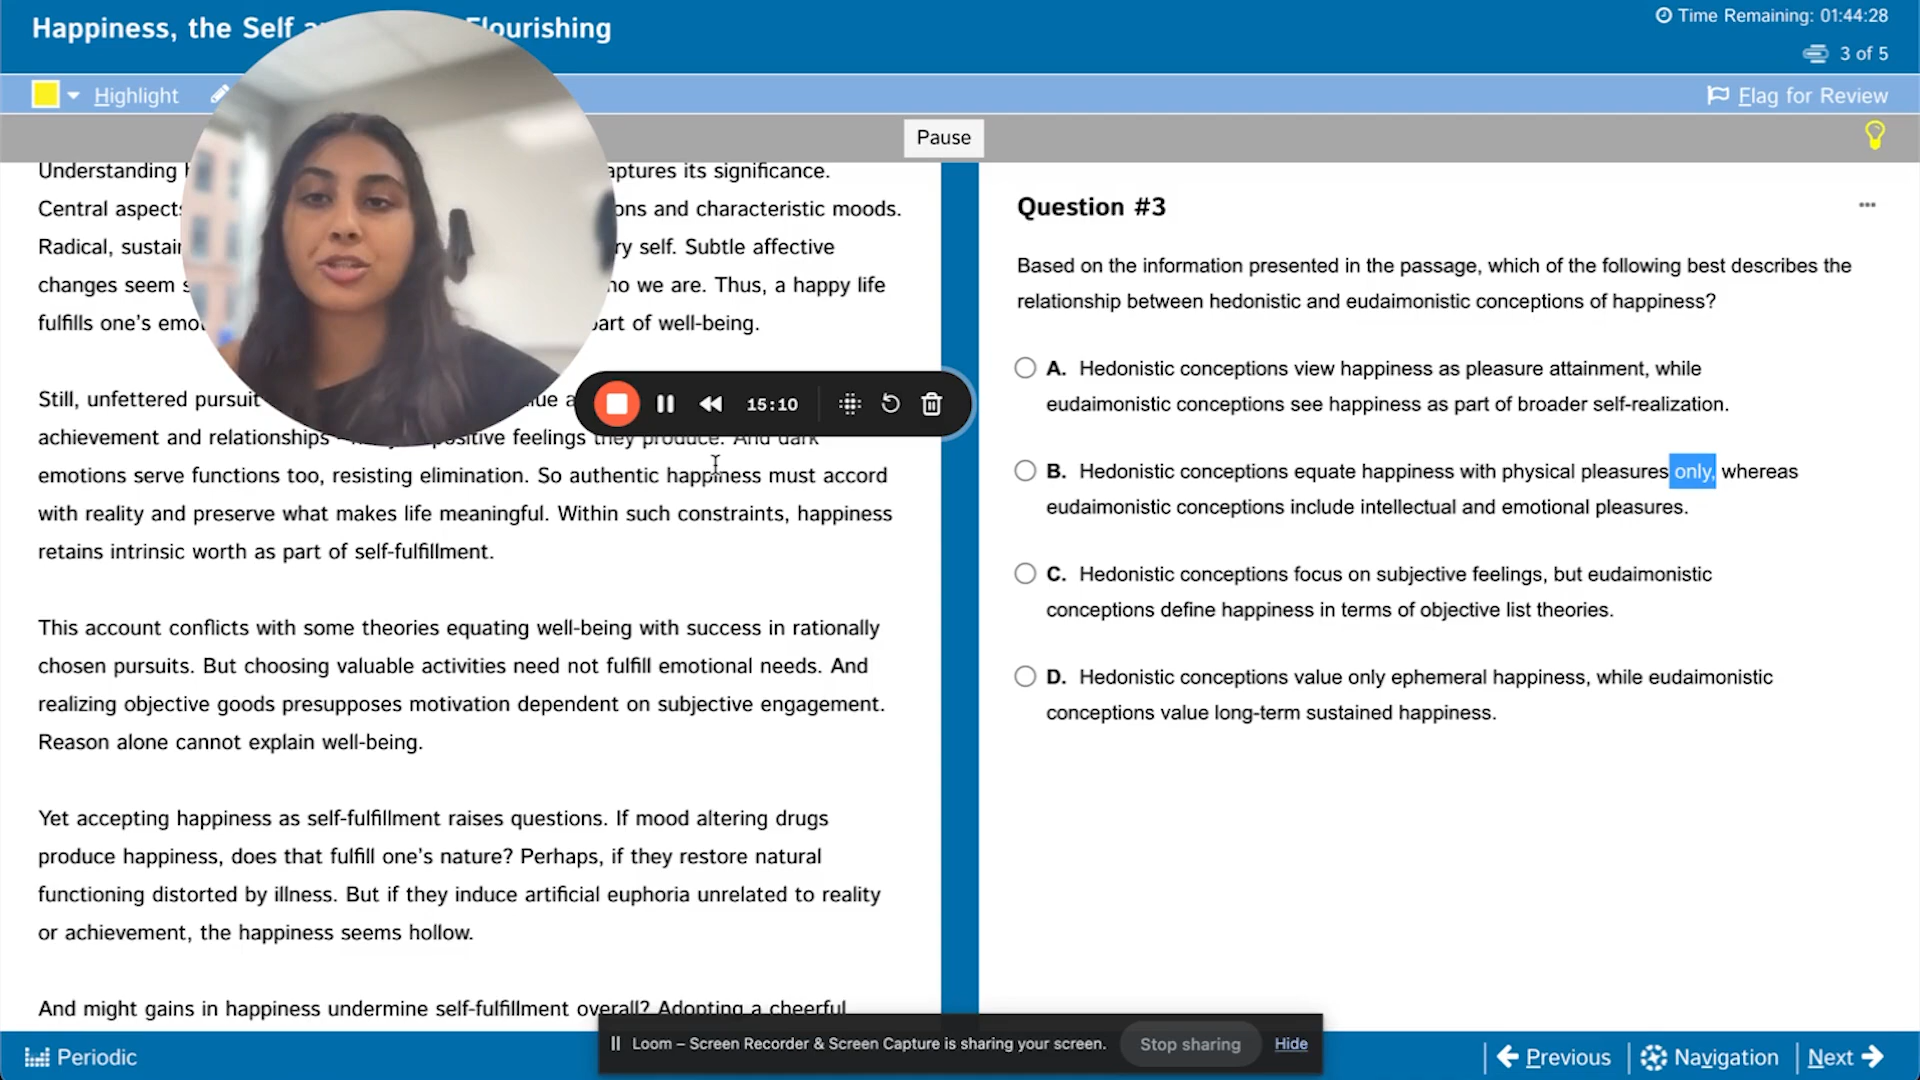 Happiness, the Self a Flourishing
Time Remaining: 01:44:28
3 of 5
Highlight
Flag for Review
Pause
Understanding aptures its significance.
Central aspects ons and characteristic moods.
Radical, sustai ry self. Subtle affective
changes seem who we are. Thus, a happy life
fulfills one's emo part of well-being.
Still, unfettered pursuit
achievement and relationships positive feelings they produce. And dark
emotions serve functions too, resisting elimination. So authentic happiness must accord
with reality and preserve what makes life meaningful. Within such constraints, happiness
retains intrinsic worth as part of self-fulfillment.
This account conflicts with some theories equating well-being with success in rationally
chosen pursuits. But choosing valuable activities need not fulfill emotional needs. And
realizing objective goods presupposes motivation dependent on subjective engagement.
Reason alone cannot explain well-being.
Yet accepting happiness as self-fulfillment raises questions. If mood altering drugs
produce happiness, does that fulfill one's nature? Perhaps, if they restore natural
functioning distorted by illness. But if they induce artificial euphoria unrelated to reality
or achievement, the happiness seems hollow.
And might gains in happiness undermine self-fulfillment overall? Adopting a cheerful
15:10
Question #3
Based on the information presented in the passage, which of the following best describes the
relationship between hedonistic and eudaimonistic conceptions of happiness?
A. Hedonistic conceptions view happiness as pleasure attainment, while
eudaimonistic conceptions see happiness as part of broader self-realization.
B. Hedonistic conceptions equate happiness with physical pleasures only, whereas
eudaimonistic conceptions include intellectual and emotional pleasures.
C. Hedonistic conceptions focus on subjective feelings, but eudaimonistic
conceptions define happiness in terms of objective list theories.
D. Hedonistic conceptions value only ephemeral happiness, while eudaimonistic
conceptions value long-term sustained happiness.
Loom – Screen Recorder & Screen Capture is sharing your screen.
Stop sharing
Hide
Periodic
Previous
Navigation
Next